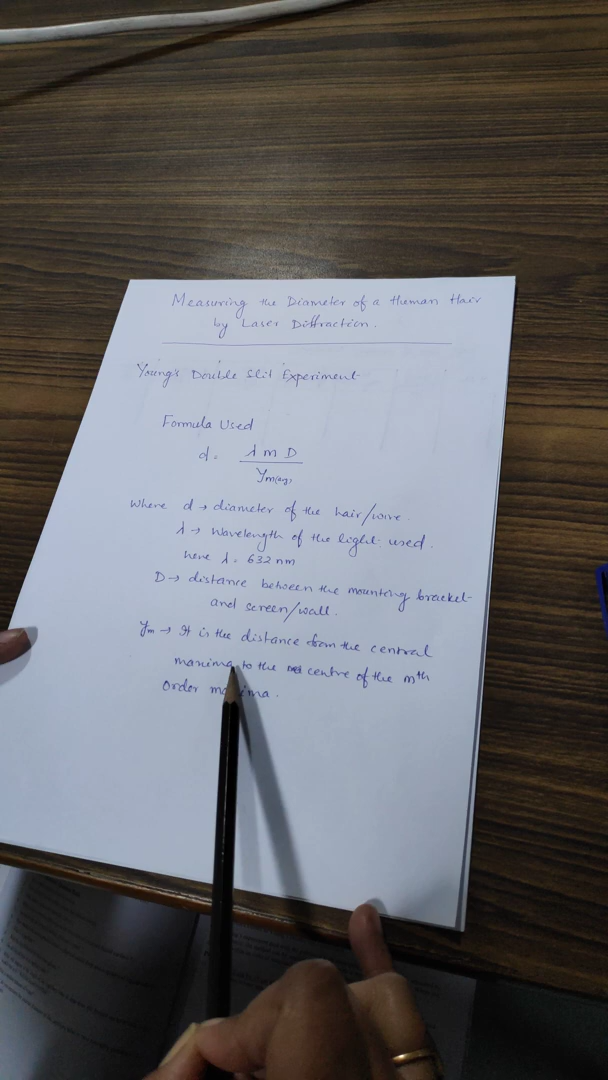 Measuring the Diameter of a Human Hair
by Laser Diffraction.
Young's Double Slit Experiment
Formula Used
d = λ m D
Ym(avg)
Where d → diameter of the hair/wire.
λ → Wavelength of the light used.
here λ = 632 nm
D → distance between the mounting bracket
and screen/wall.
Ym → It is the distance from the central
maxima to the centre of the mth
Order maxima.